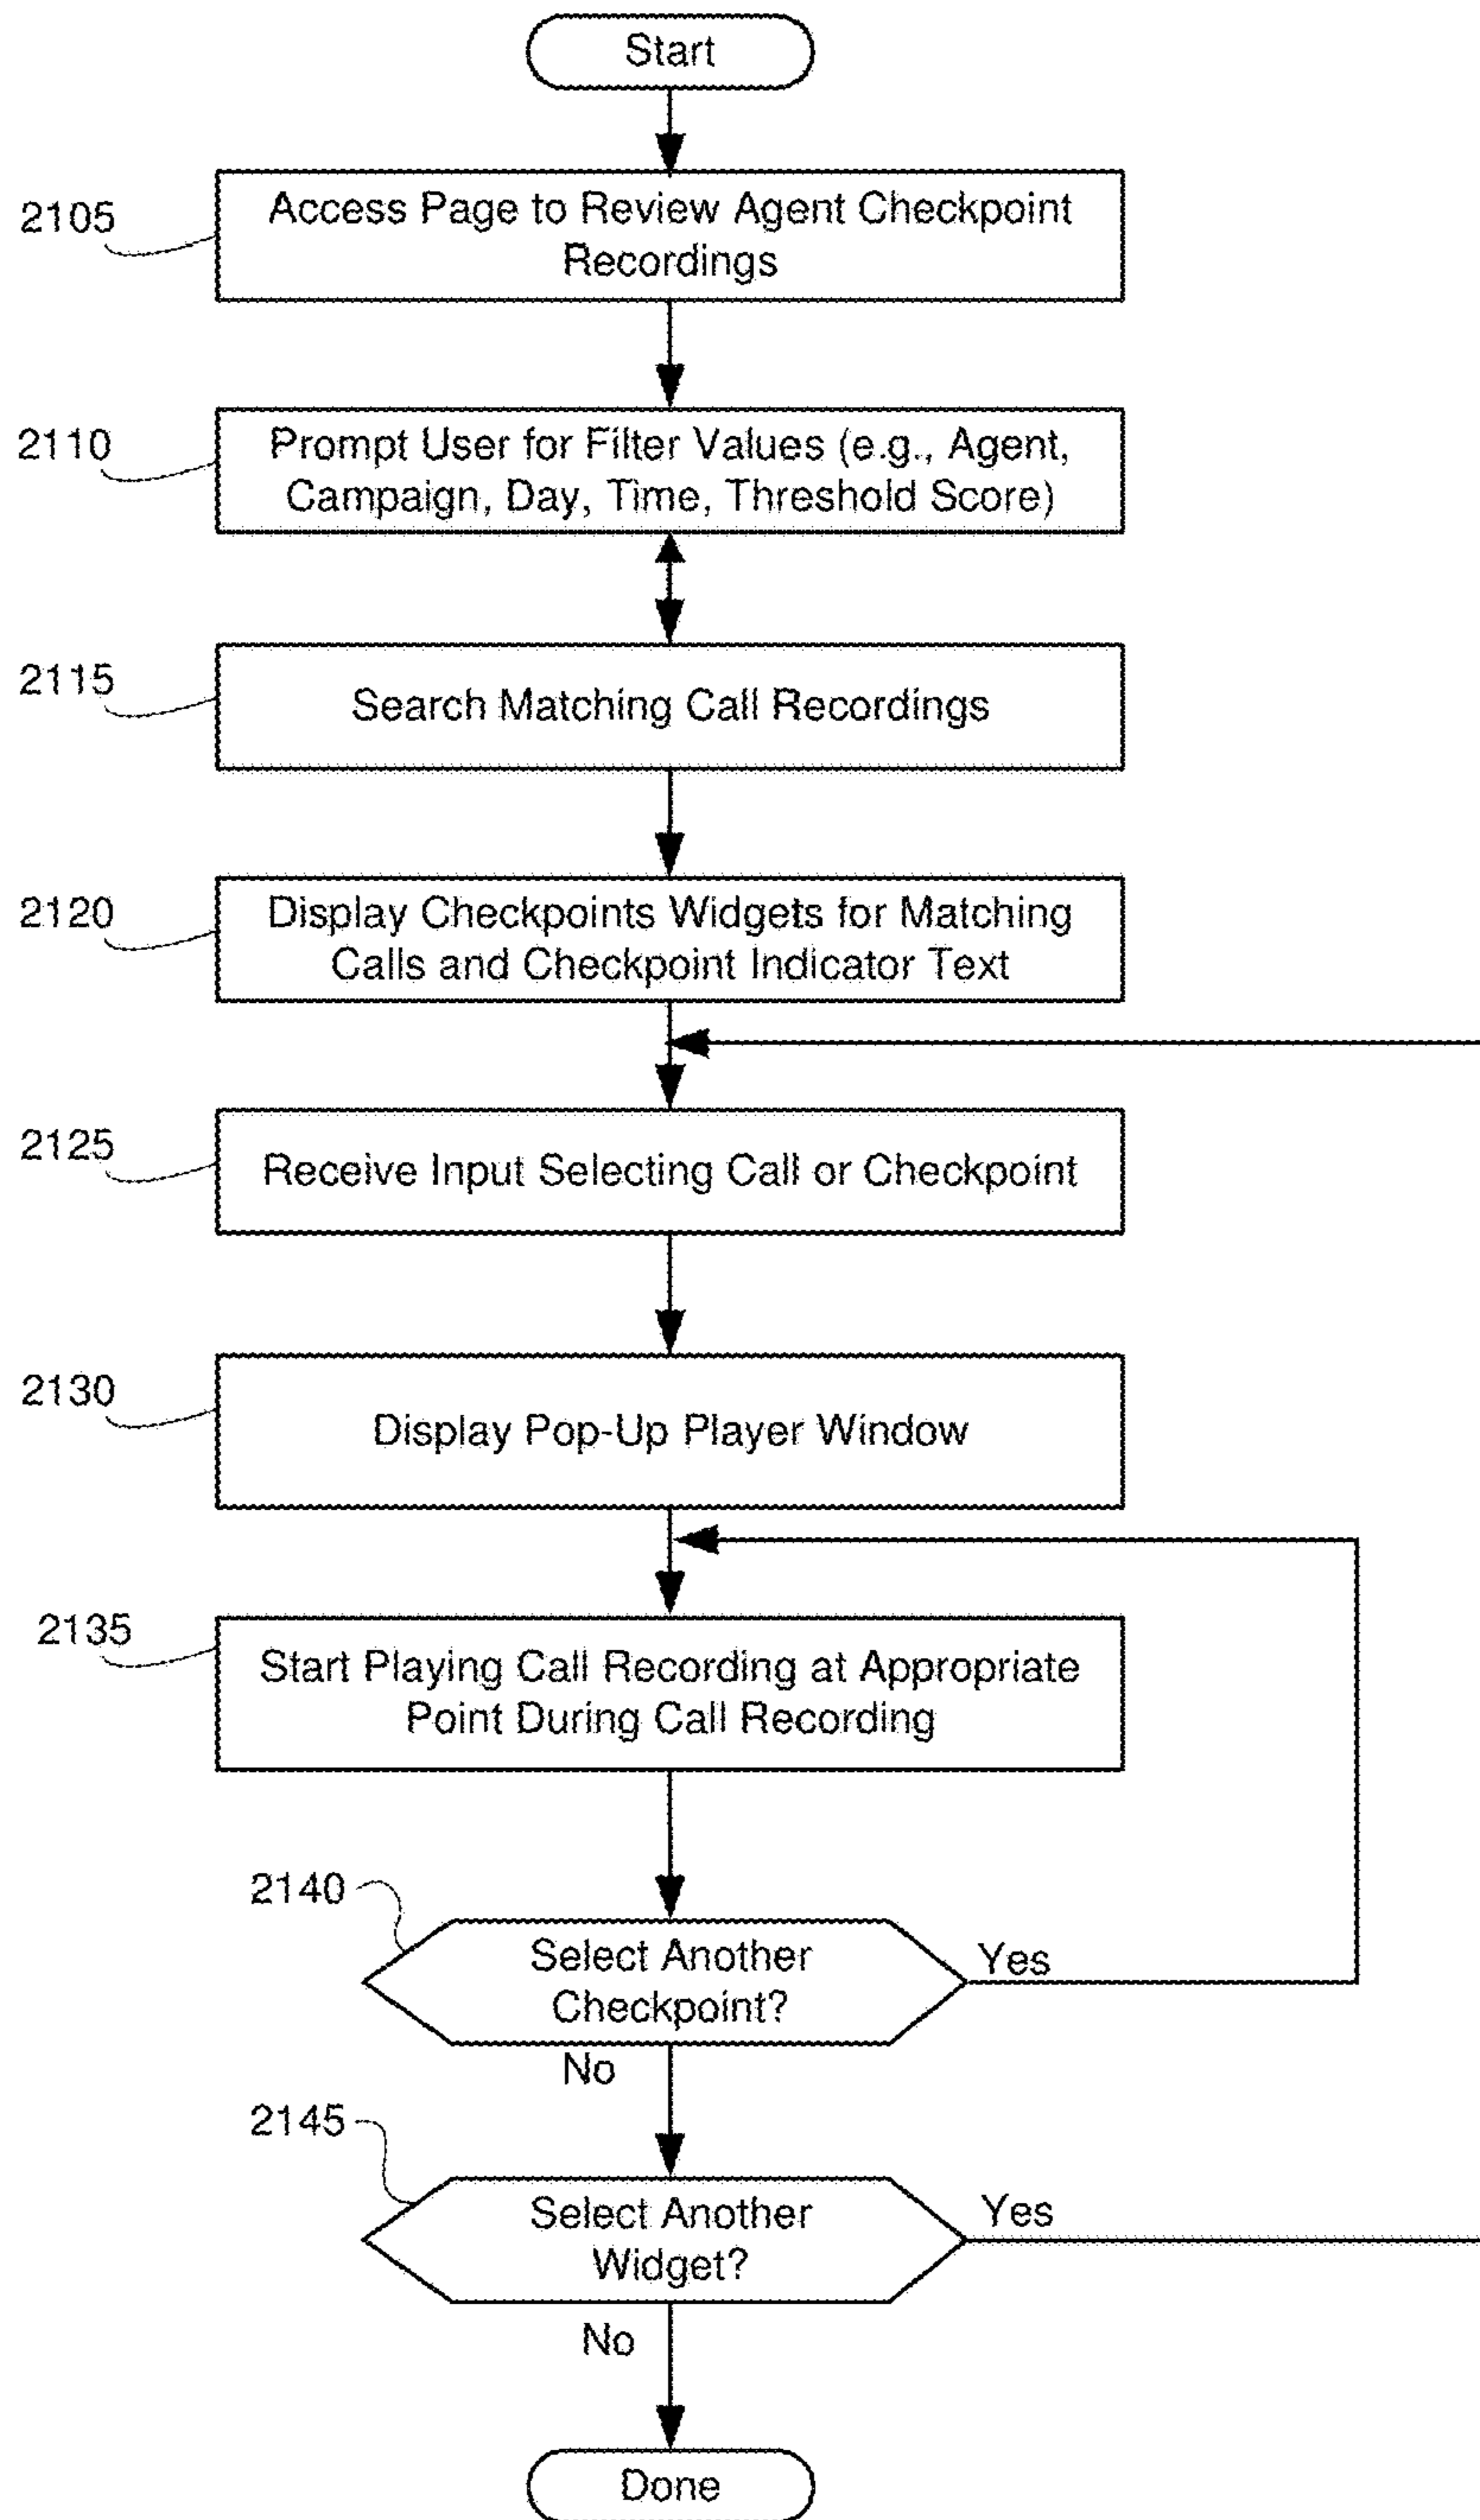 Start
2105
Access Page to Review Agent Checkpoint
Recordings
2110
Prompt User for Filter Values (e.g., Agent,
Campaign, Day, Time, Threshold Score)
2115
Search Matching Call Recordings
2120
Display Checkpoints Widgets for Matching
Calls and Checkpoint Indicator Text
2125
Receive Input Selecting Call or Checkpoint
2130
Display Pop-Up Player Window
2135
Start Playing Call Recording at Appropriate
Point During Call Recording
2140
Select Another
Checkpoint?
Yes
No
2145
Select Another
Widget?
Yes
No
Done